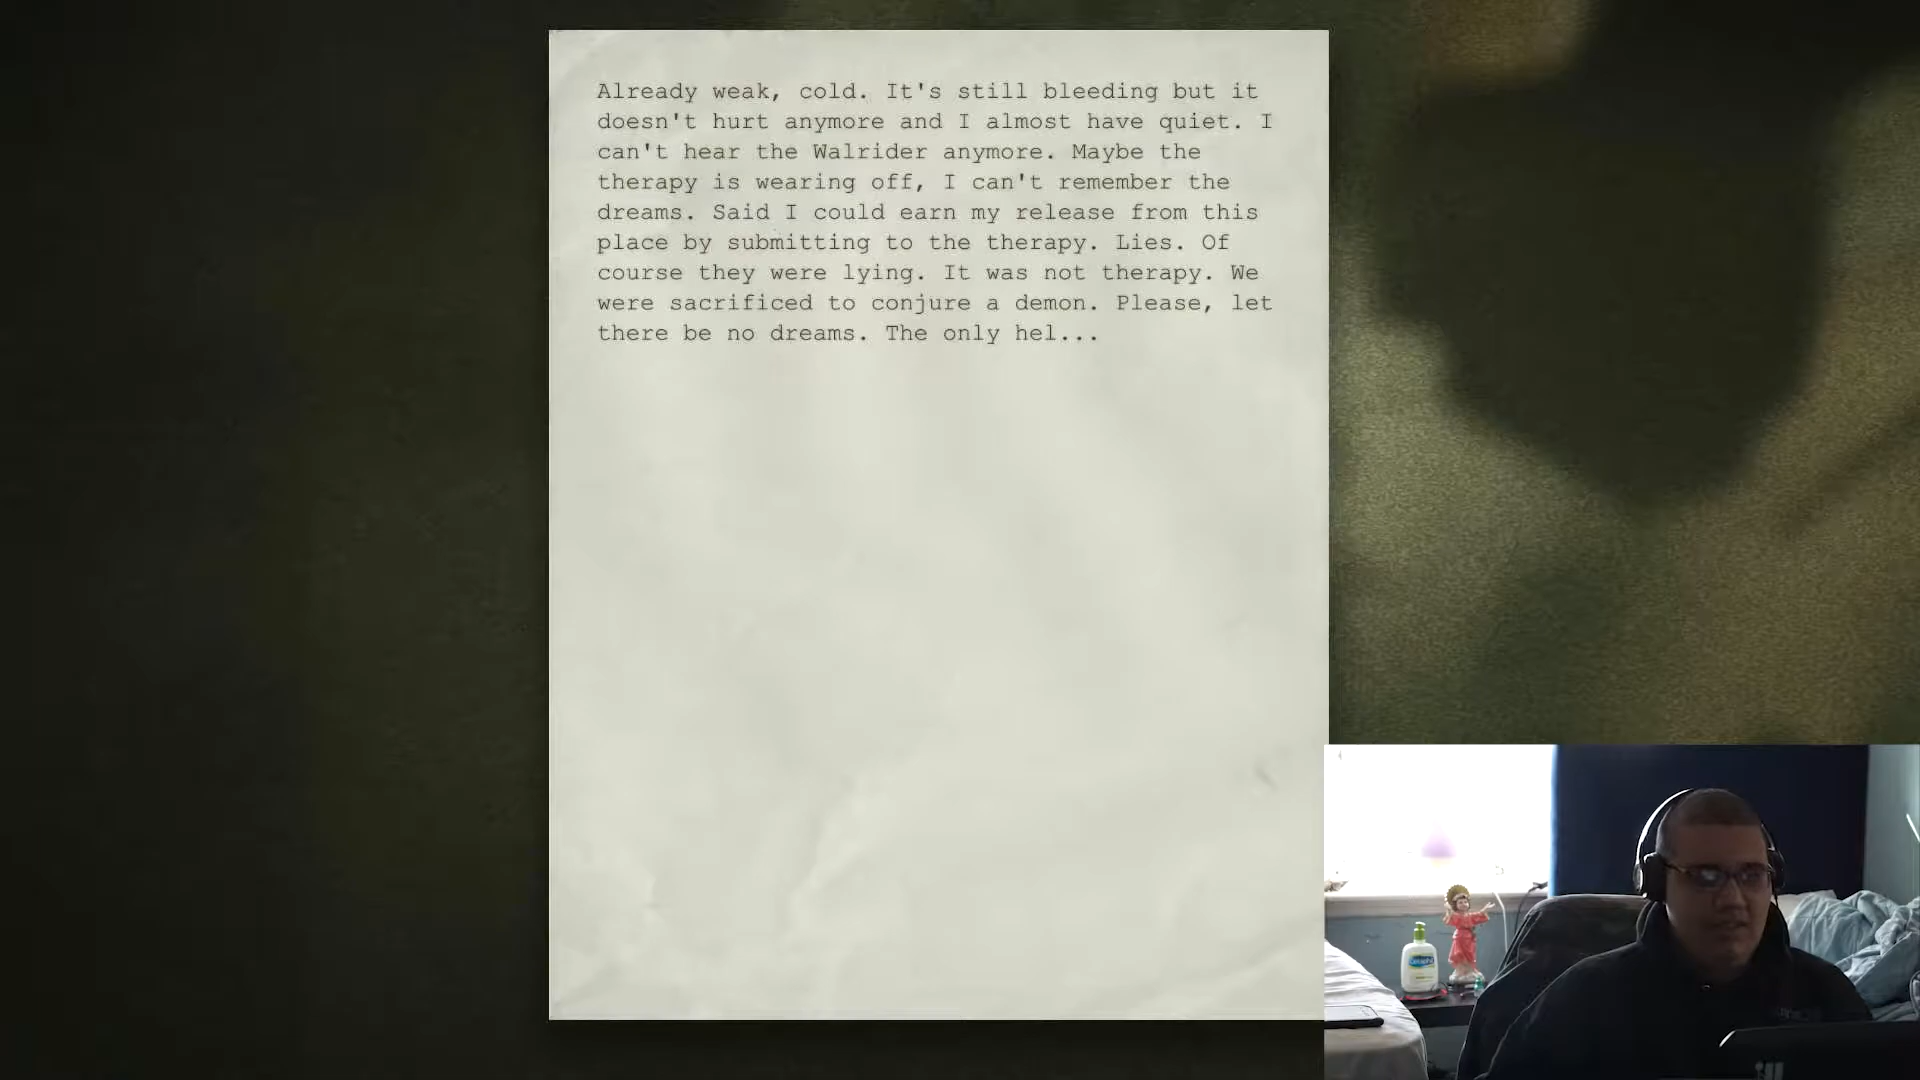 Already weak, cold. It's still bleeding but it
doesn't hurt anymore and I almost have quiet. I
can't hear the Walrider anymore. Maybe the
therapy is wearing off, I can't remember the
dreams. Said I could earn my release from this
place by submitting to the therapy. Lies. Of
course they were lying. It was not therapy. We
were sacrificed to conjure a demon. Please, let
there be no dreams. The only hel...